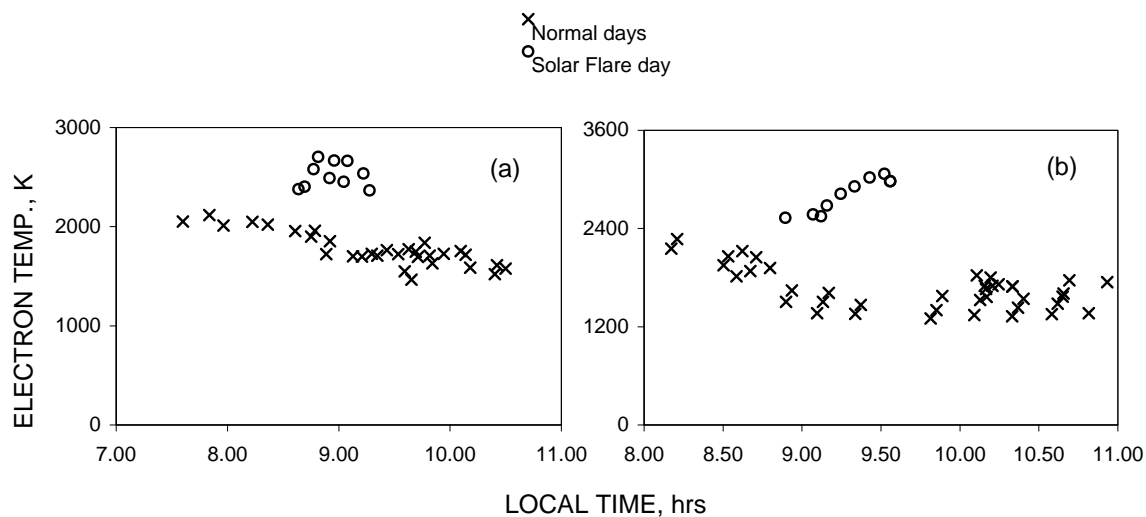 Normal days
Solar Flare day
ELECTRON TEMP., K
3000
2000
1000
0
(a)
7.00 8.00 9.00 10.00 11.00
3600
2400
1200
0
(b)
8.00 8.50 9.00 9.50 10.00 10.50 11.00
LOCAL TIME, hrs